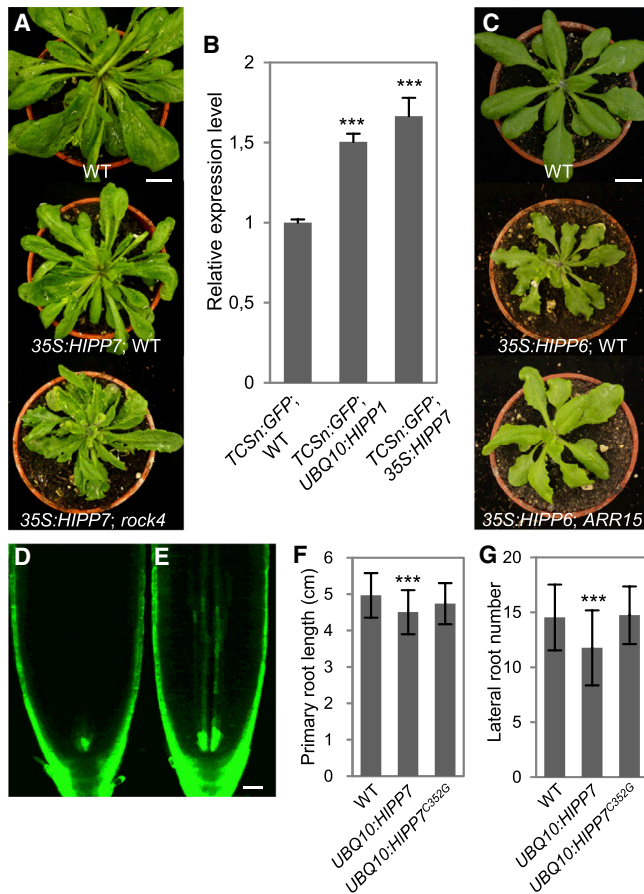 A
WT
35S:HIPP7; WT
35S:HIPP7; rock4
B
Relative expression level
2
1,5
1
0,5
0
***
***
TCSn:GFP;
WT
TCSn:GFP;
UBQ10:HIPP1
TCSn:GFP;
35S:HIPP7
C
WT
35S:HIPP6; WT
35S:HIPP6; ARR15
D
E
F
Primary root length (cm)
6
5
4
3
2
1
0
***
WT
UBQ10:HIPP7
UBQ10:HIPP7C352G
G
Lateral root number
20
15
10
5
0
***
WT
UBQ10:HIPP7
UBQ10:HIPP7C352G